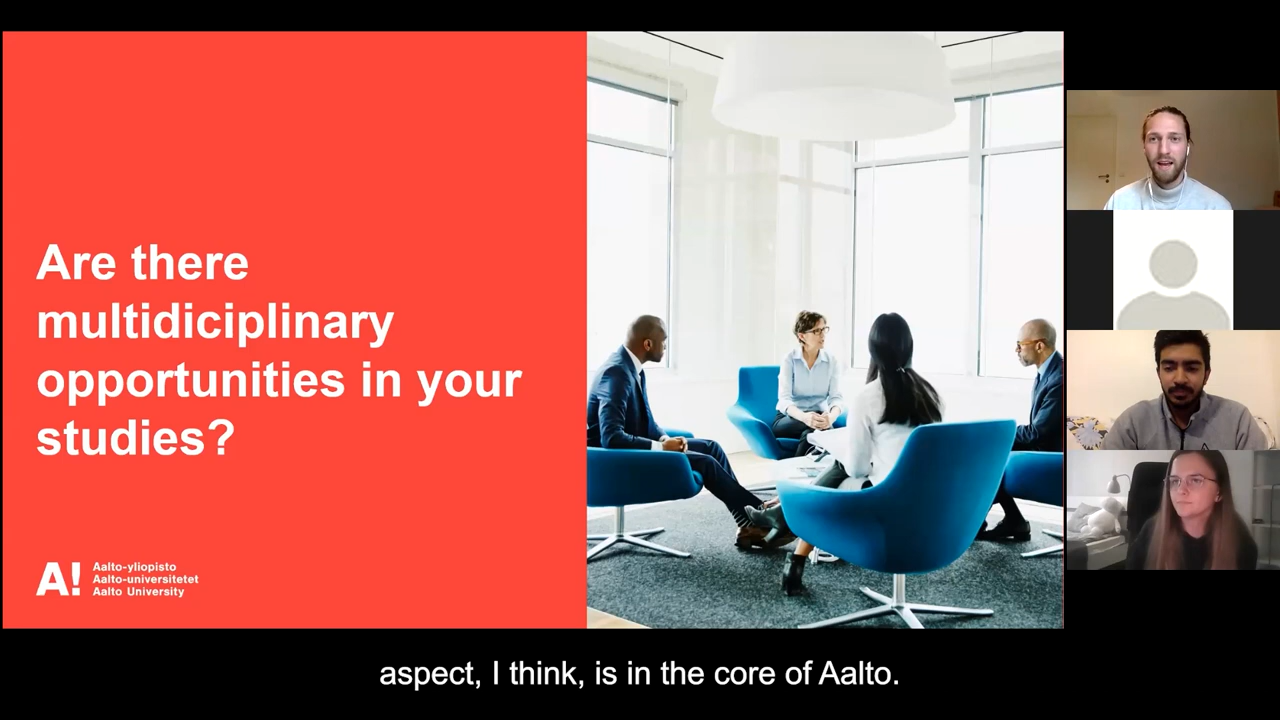 Are there
multidiciplinary
opportunities in your
studies?
A! Aalto-yliopisto
Aalto-universitetet
Aalto University
aspect, I think, is in the core of Aalto.